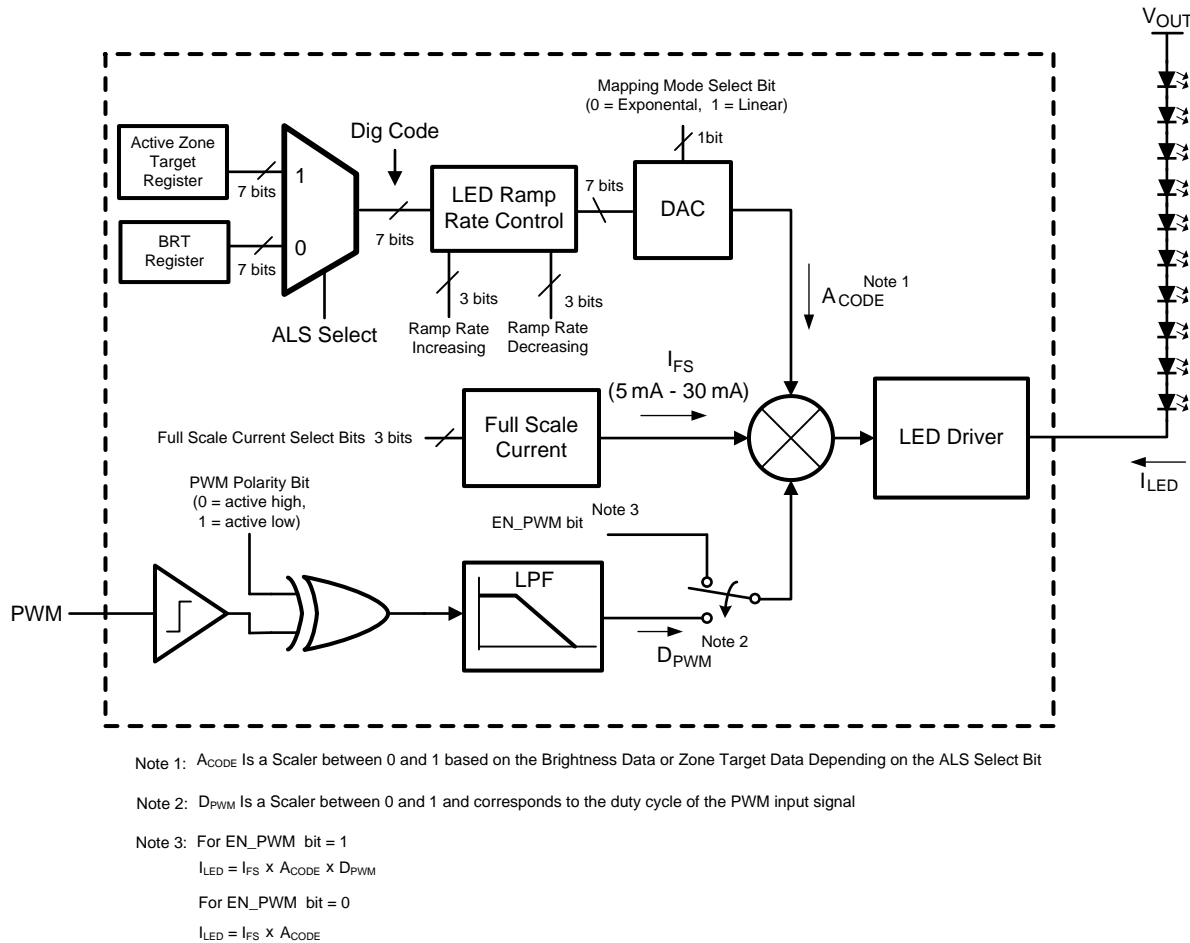 VOUT
Mapping Mode Select Bit
(0 = Exponential, 1 = Linear)
1bit
Active Zone
Target
Register
7 bits
1
Dig Code
7 bits
LED Ramp
Rate Control
7 bits
DAC
BRT
Register
7 bits
0
ALS Select
3 bits
Ramp Rate
Increasing
3 bits
Ramp Rate
Decreasing
ACODE
Note 1
IFS
(5 mA - 30 mA)
Full Scale Current Select Bits 3 bits
Full Scale
Current
LED Driver
ILED
PWM Polarity Bit
(0 = active high,
1 = active low)
EN_PWM bit
Note 3
PWM
LPF
DPWM
Note 2
Note 1: ACODE Is a Scaler between 0 and 1 based on the Brightness Data or Zone Target Data Depending on the ALS Select Bit
Note 2: DPWM Is a Scaler between 0 and 1 and corresponds to the duty cycle of the PWM input signal
Note 3: For EN_PWM bit = 1
ILED = IFS x ACODE x DPWM
For EN_PWM bit = 0
ILED = IFS x ACODE